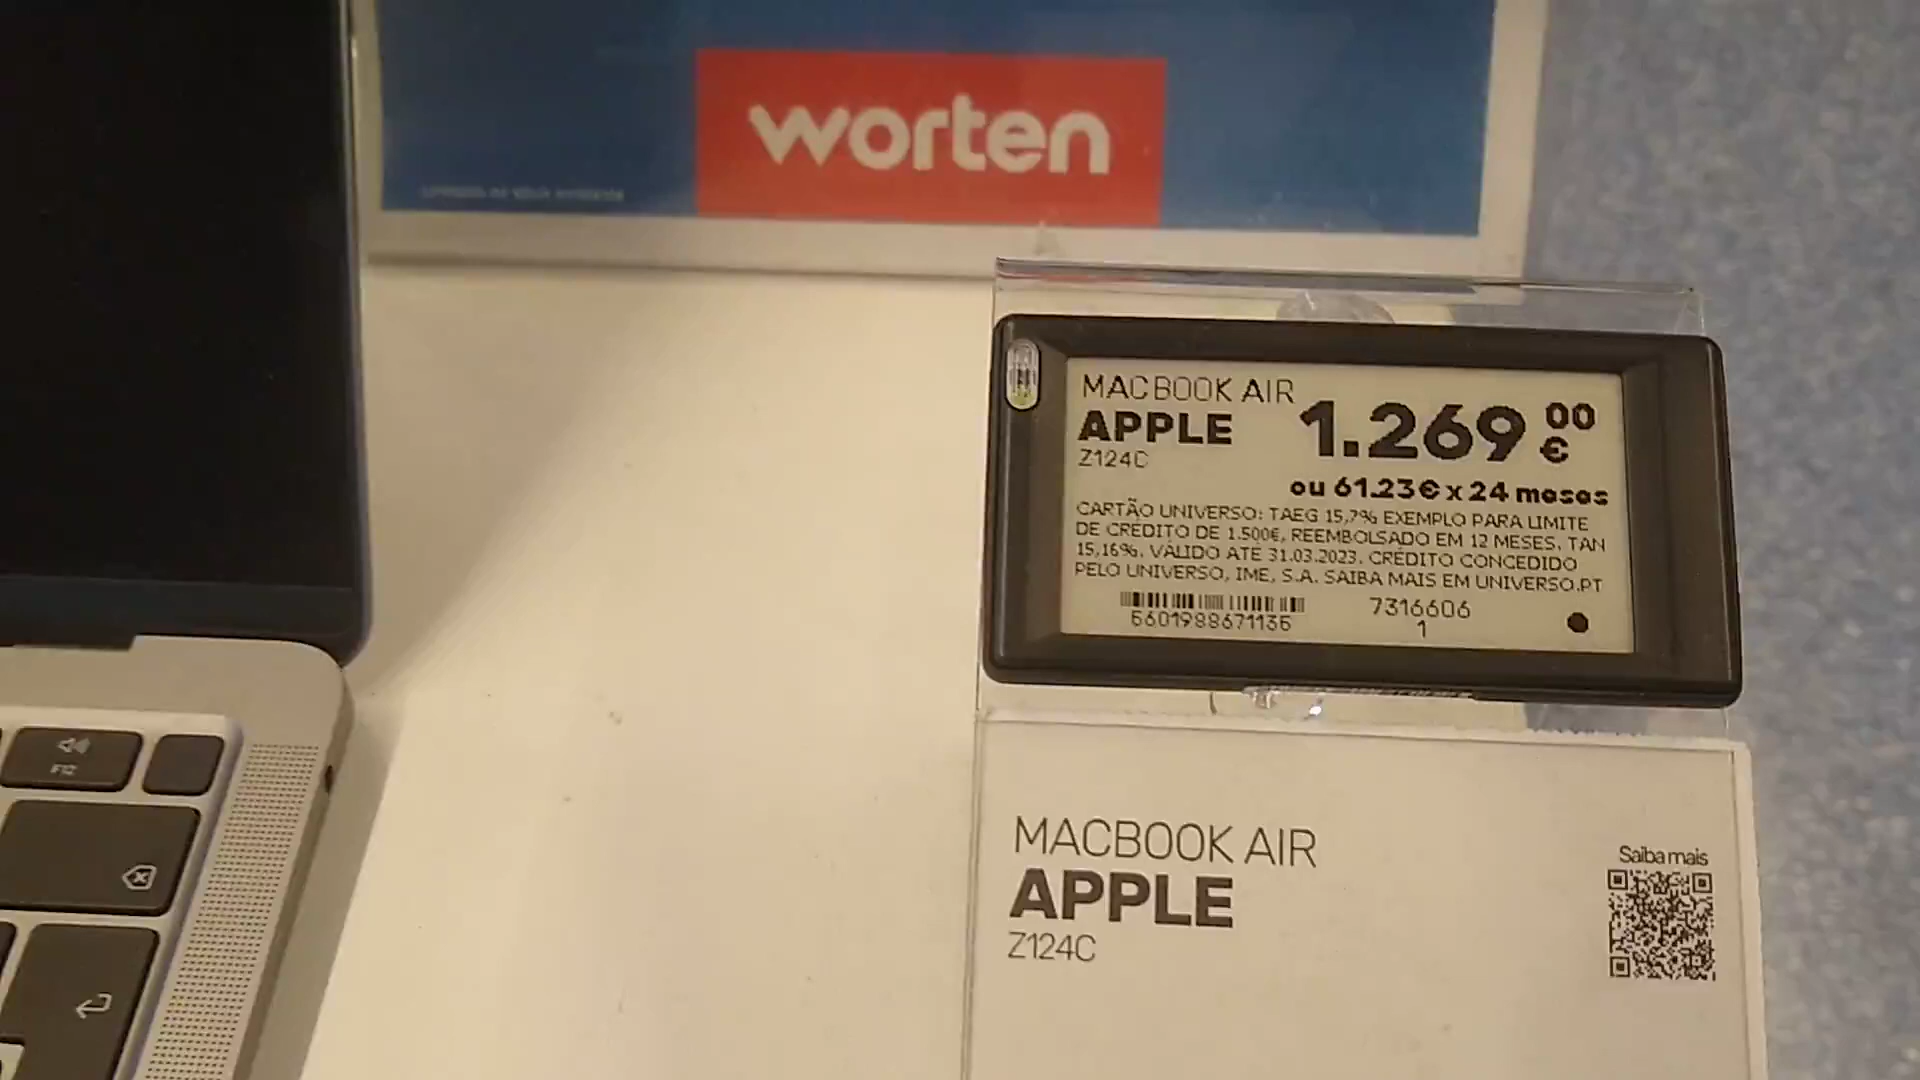 worten
MACBOOK AIR
APPLE
Z124C
1.269 00 €
ou 61.23€ x 24 meses
CARTÃO UNIVERSO: TAEG 15,7% EXEMPLO PARA LIMITE
DE CRÉDITO DE 1.500€, REEMBOLSADO EM 12 MESES. TAN
15,16%. VÁLIDO ATÉ 31.03.2023. CRÉDITO CONCEDIDO
PELO UNIVERSO, IME, S.A. SAIBA MAIS EM UNIVERSO.PT
5601988671135
7316606
1
MACBOOK AIR
APPLE
Z124C
Saiba mais
F12